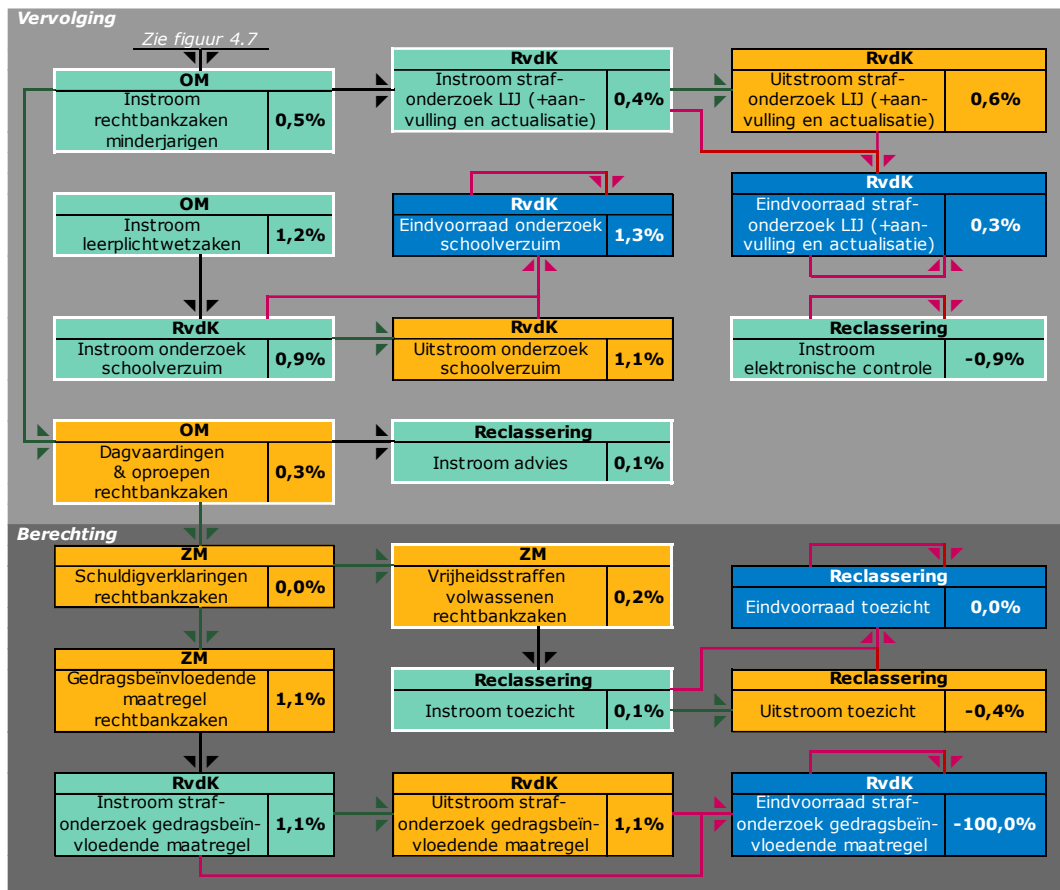 Vervolging
Zie figuur 4.7
OM
Instroom
rechtbankzaken
minderjarigen
0,5%
RvdK
Instroom straf-
onderzoek LIJ (+aan-
vulling en actualisatie)
0,4%
RvdK
Uitstroom straf-
onderzoek LIJ (+aan-
vulling en actualisatie)
0,6%
OM
Instroom
leerplichtwetzaken
1,2%
RvdK
Eindvoorraad onderzoek
schoolverzuim
1,3%
RvdK
Eindvoorraad straf-
onderzoek LIJ (+aan-
vulling en actualisatie)
0,3%
RvdK
Instroom onderzoek
schoolverzuim
0,9%
RvdK
Uitstroom onderzoek
schoolverzuim
1,1%
Reclassering
Instroom
elektronische controle
-0,9%
OM
Dagvaardingen
& oproepen
rechtbankzaken
0,3%
Reclassering
Instroom advies
0,1%
Berechting
ZM
Schuldigverklaringen
rechtbankzaken
0,0%
ZM
Vrijheidsstraffen
volwassenen
rechtbankzaken
0,2%
Reclassering
Eindvoorraad toezicht
0,0%
ZM
Gedragsbeïnvloedende
maatregel
rechtbankzaken
1,1%
Reclassering
Instroom toezicht
0,1%
Reclassering
Uitstroom toezicht
-0,4%
RvdK
Instroom straf-
onderzoek gedragsbeïn-
vloedende maatregel
1,1%
RvdK
Uitstroom straf-
onderzoek gedragsbeïn-
vloedende maatregel
1,1%
RvdK
Eindvoorraad straf-
onderzoek gedragsbeïn-
vloedende maatregel
-100,0%